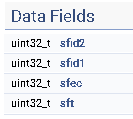 Data Fields
uint32_t sfid2
uint32_t sfid1
uint32_t sfec
uint32_t sft